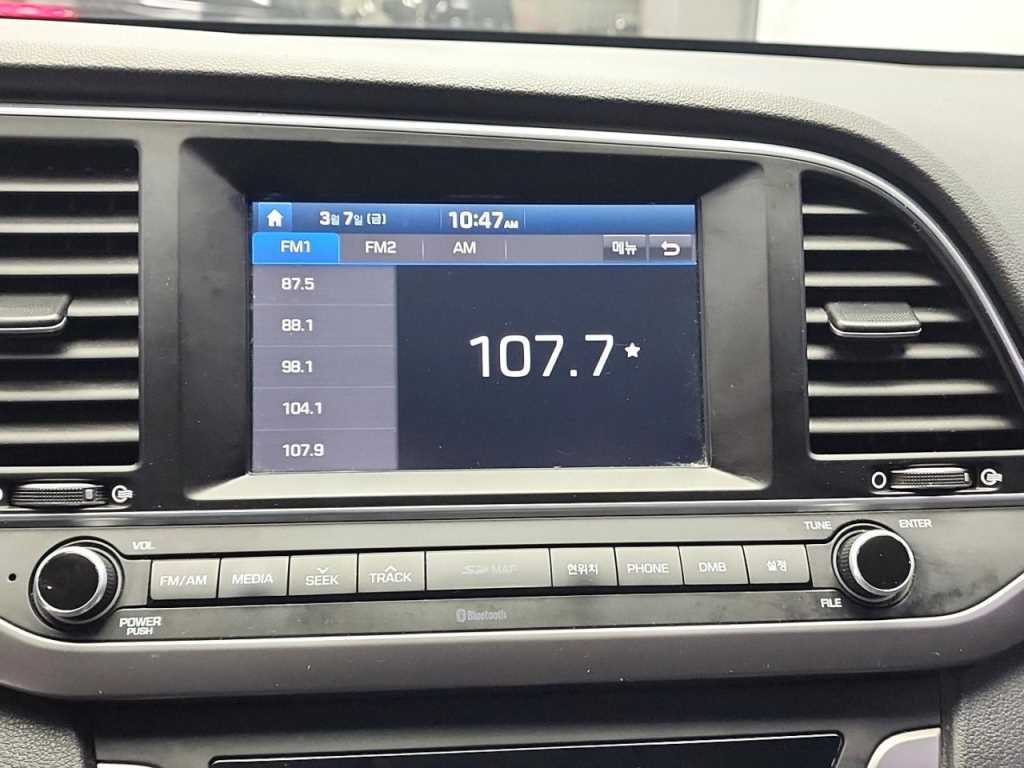 3월 7일 (금) 10:47 AM
FM1 FM2 AM 메뉴
87.5
88.1
98.1
104.1
107.9
107.7
VOL
TUNE ENTER
FM/AM MEDIA SEEK TRACK SD MAP 현위치 PHONE DMB 설정
POWER
PUSH
Bluetooth
FILE